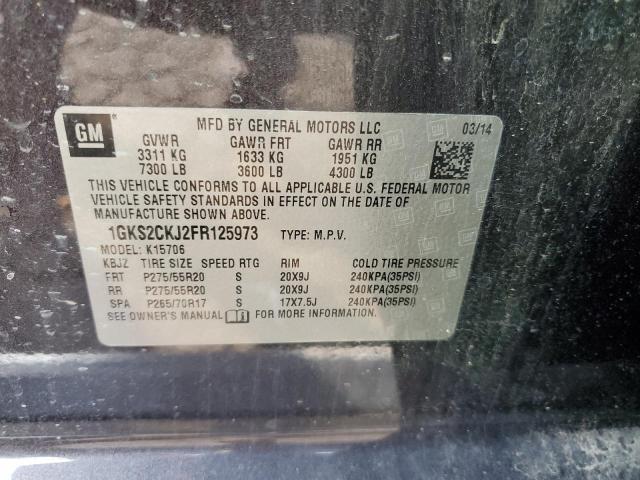 GM
MFD BY GENERAL MOTORS LLC 03/14
GVWR GAWR FRT GAWR RR
3311 KG 1633 KG 1951 KG
7300 LB 3600 LB 4300 LB
THIS VEHICLE CONFORMS TO ALL APPLICABLE U.S. FEDERAL MOTOR
VEHICLE SAFETY STANDARDS IN EFFECT ON THE DATE OF
MANUFACTURE SHOWN ABOVE.
1GKS2CKJ2FR125973 TYPE: M.P.V.
MODEL: K15706
KBJZ TIRE SIZE SPEED RTG RIM COLD TIRE PRESSURE
FRT P275/55R20 S 20X9J 240KPA(35PSI)
RR P275/55R20 S 20X9J 240KPA(35PSI)
SPA P265/70R17 S 17X7.5J 240KPA(35PSI)
SEE OWNER'S MANUAL FOR MORE INFORMATION.